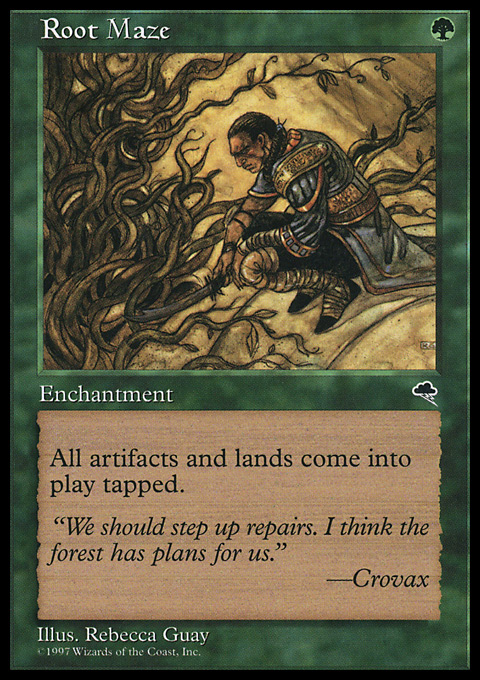 Root Maze
Enchantment
All artifacts and lands come into
play tapped.
“We should step up repairs. I think the
forest has plans for us.”
—Crovax
Illus. Rebecca Guay
©1997 Wizards of the Coast, Inc.